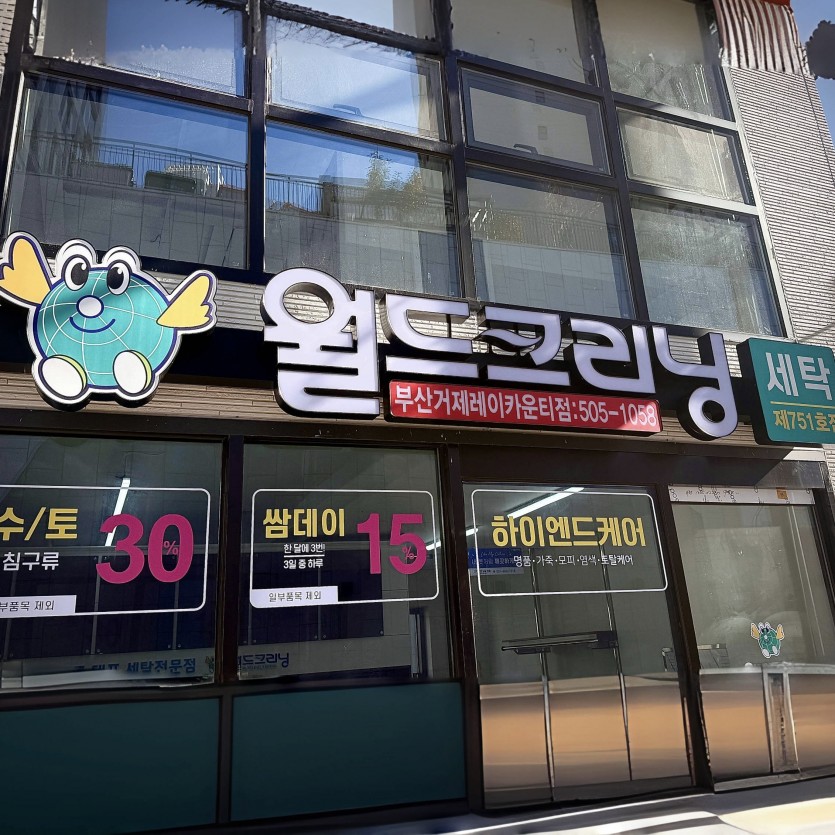 월드크리닝
부산거제레이카운티점:505-1058
세탁
제751호점
수/토
침구류
30%
일부품목 제외
쌈데이
한 달에 3번!
3일 중 하루
15%
일부품목 제외
하이엔드케어
명품·가죽·모피·염색·토탈케어
세탁전문점
월드크리닝